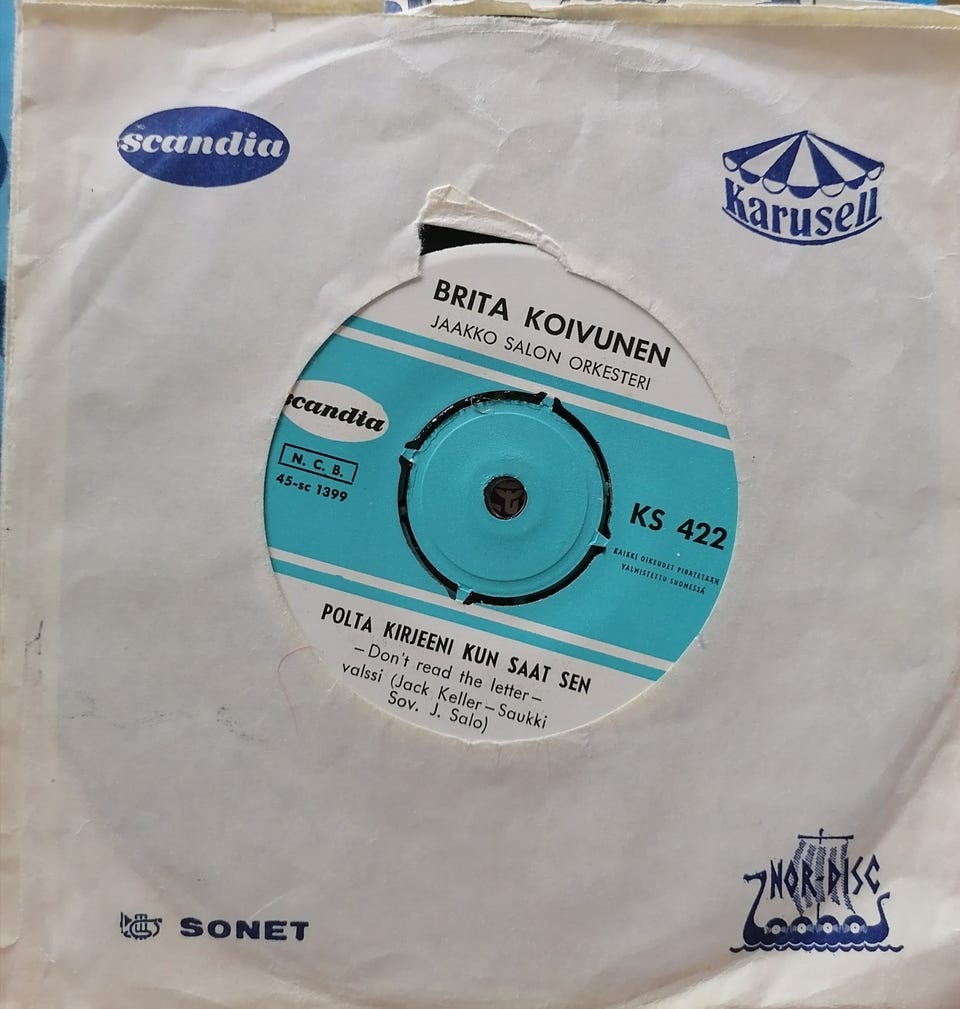 scandia
Karusell
BRITA KOIVUNEN
JAAKKO SALON ORKESTERI
scandia
N. C. B.
45-sc 1399
KS 422
KAIKKI OIKEUDET PIDÄTETÄÄN
VALMISTETTU SUOMESSA
POLTA KIRJEENI KUN SAAT SEN
—Don't read the letter—
valssi (Jack Keller—Saukki
Sov. J. Salo)
SONET
NOR-DISC